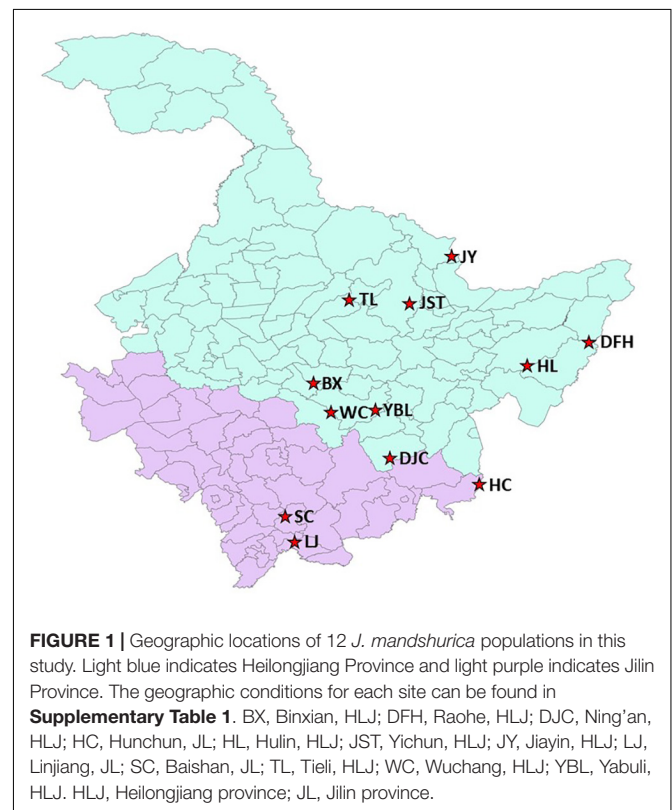 JY
TL
JST
DFH
HL
BX
WC
YBL
DJC
HC
SC
LJ
FIGURE 1 | Geographic locations of 12 J. mandshurica populations in this
study. Light blue indicates Heilongjiang Province and light purple indicates Jilin
Province. The geographic conditions for each site can be found in
Supplementary Table 1. BX, Binxian, HLJ; DFH, Raohe, HLJ; DJC, Ning’an,
HLJ; HC, Hunchun, JL; HL, Hulin, HLJ; JST, Yichun, HLJ; JY, Jiayin, HLJ; LJ,
Linjiang, JL; SC, Baishan, JL; TL, Tieli, HLJ; WC, Wuchang, HLJ; YBL, Yabuli,
HLJ. HLJ, Heilongjiang province; JL, Jilin province.